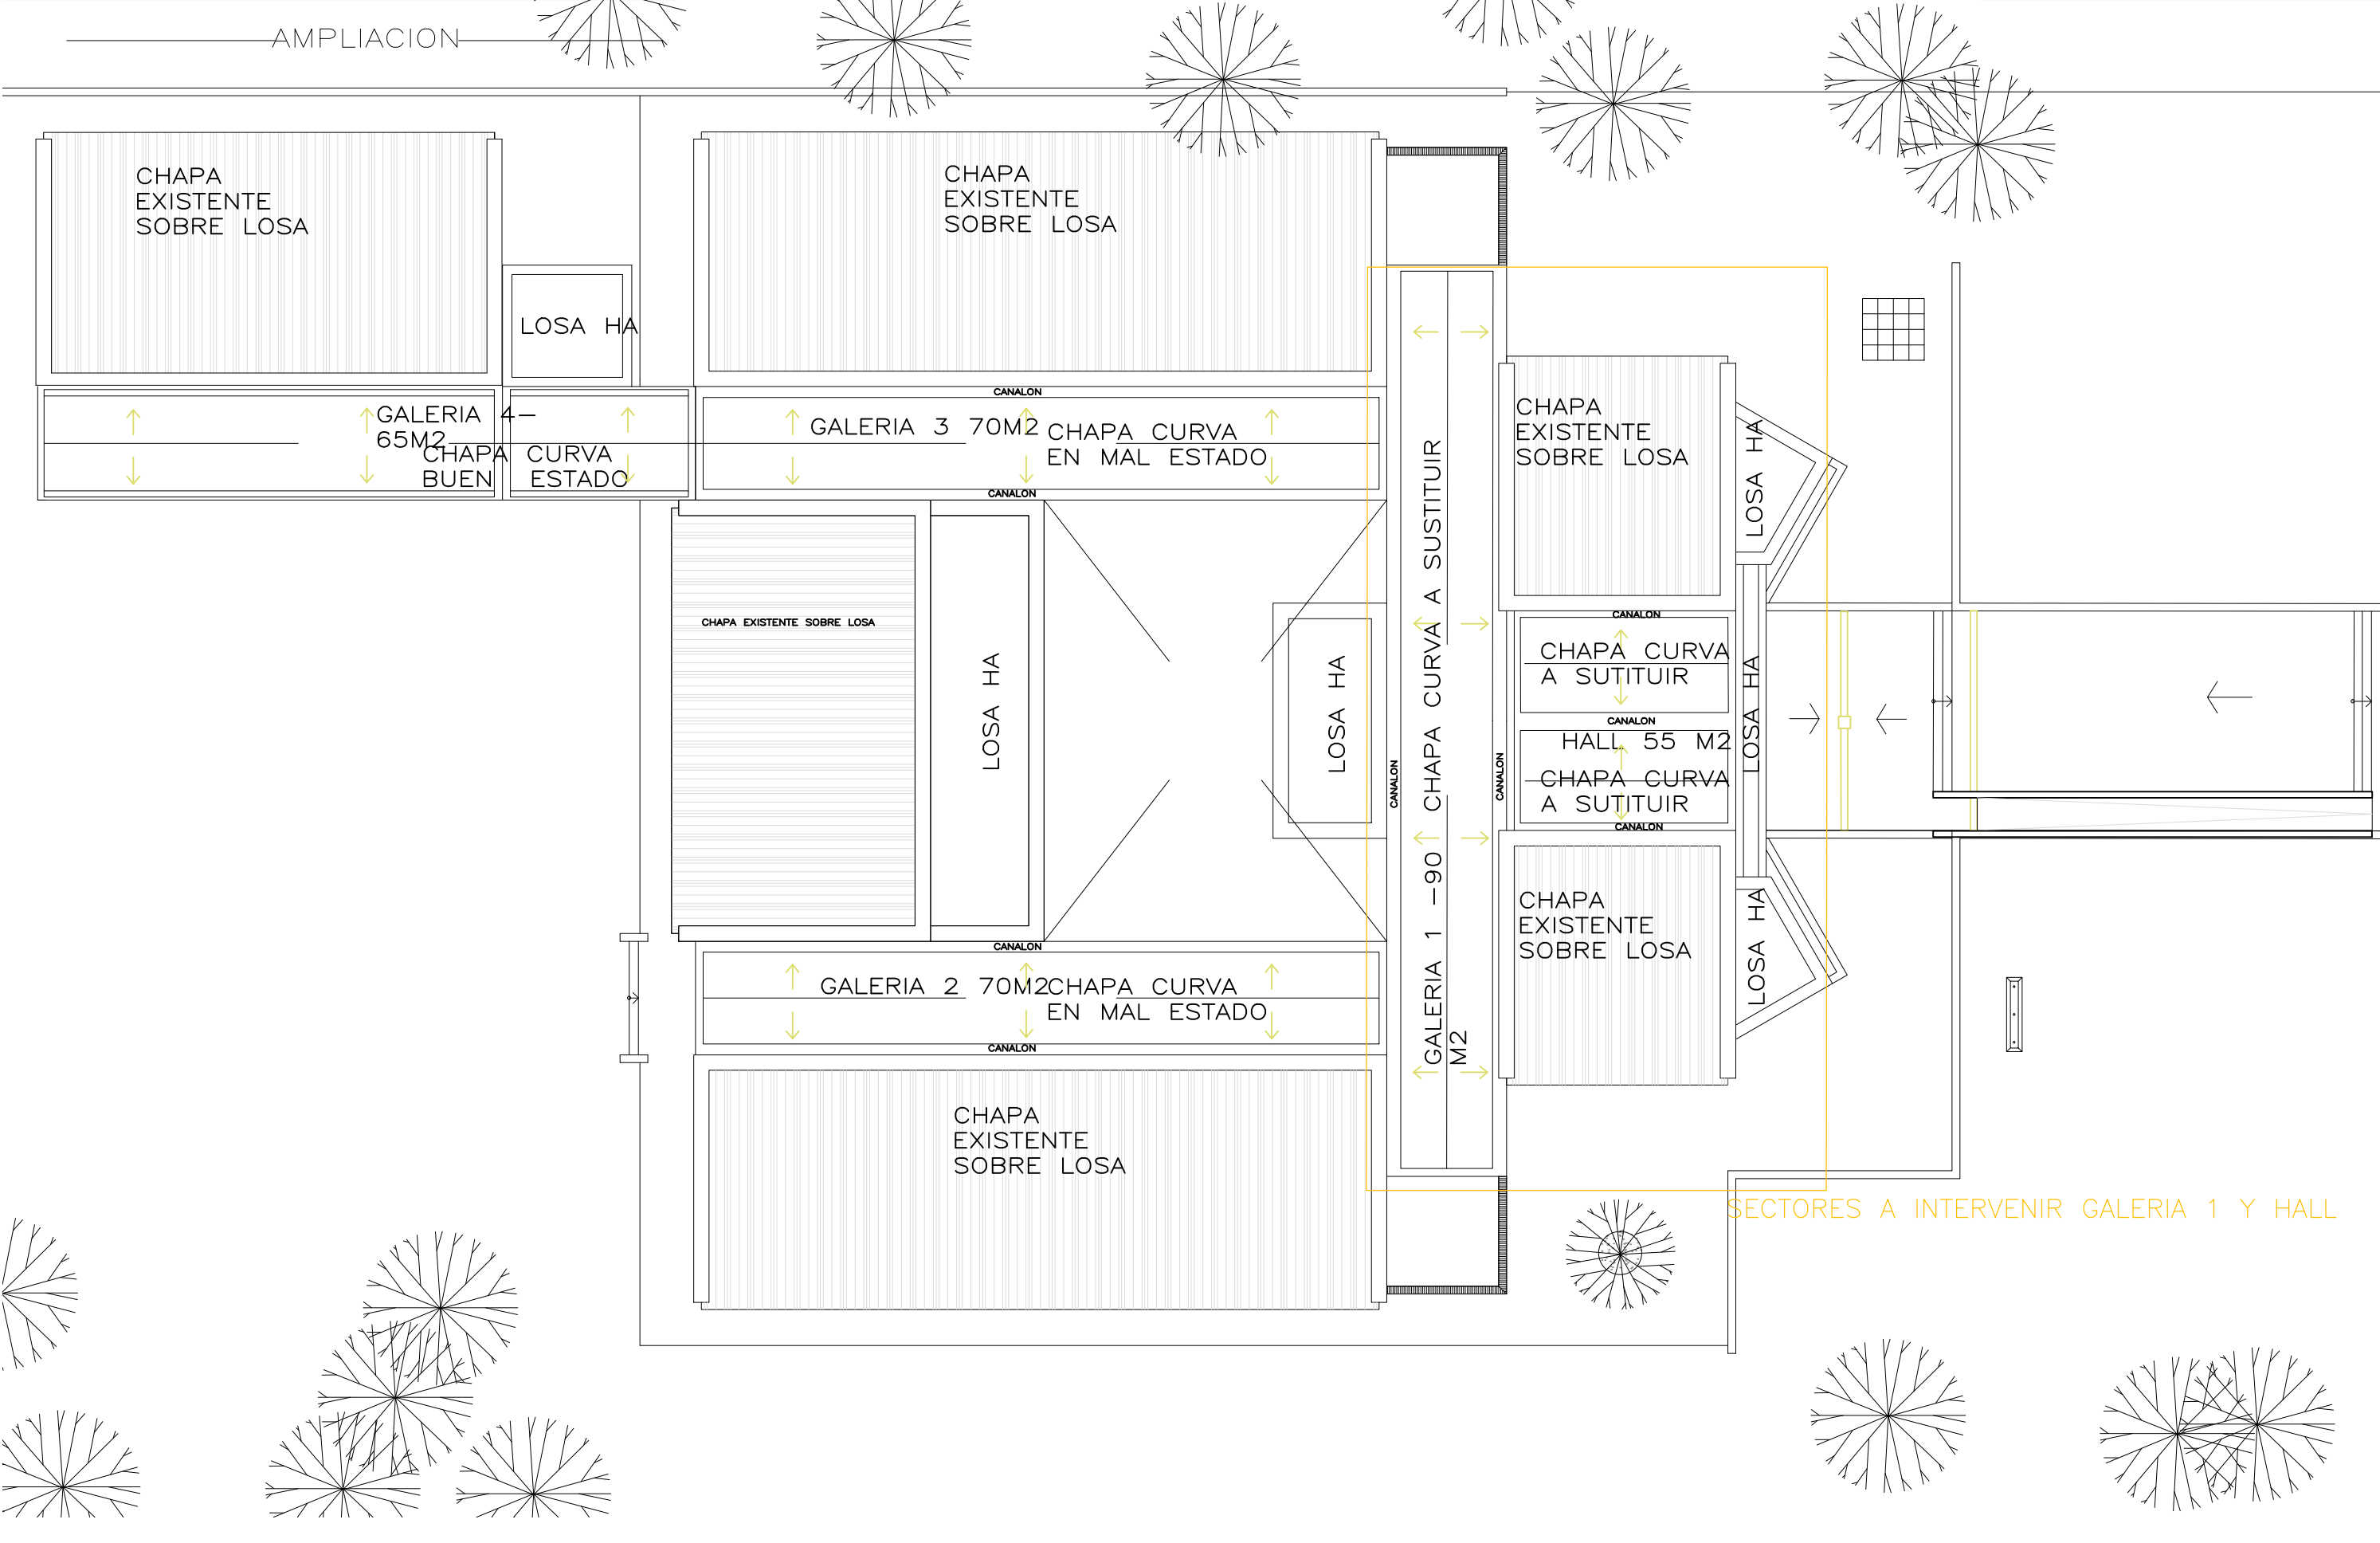 AMPLIACION
CHAPA
EXISTENTE
SOBRE LOSA
CHAPA
EXISTENTE
SOBRE LOSA
LOSA HA
CANALON
GALERIA 4-
65M2
CHAPA CURVA
BUEN ESTADO
GALERIA 3 70M2
CHAPA CURVA
EN MAL ESTADO
CANALON
CHAPA
EXISTENTE
SOBRE LOSA
LOSA HA
CHAPA EXISTENTE SOBRE LOSA
LOSA HA
LOSA HA
CANALON
GALERIA 1 -90 CHAPA CURVA A SUSTITUIR
M2
CANALON
CANALON
CHAPA CURVA
A SUTITUIR
CANALON
HALL 55 M2
CHAPA CURVA
A SUTITUIR
CANALON
LOSA HA
CHAPA
EXISTENTE
SOBRE LOSA
LOSA HA
CANALON
GALERIA 2 70M2
CHAPA CURVA
EN MAL ESTADO
CANALON
CHAPA
EXISTENTE
SOBRE LOSA
SECTORES A INTERVENIR GALERIA 1 Y HALL